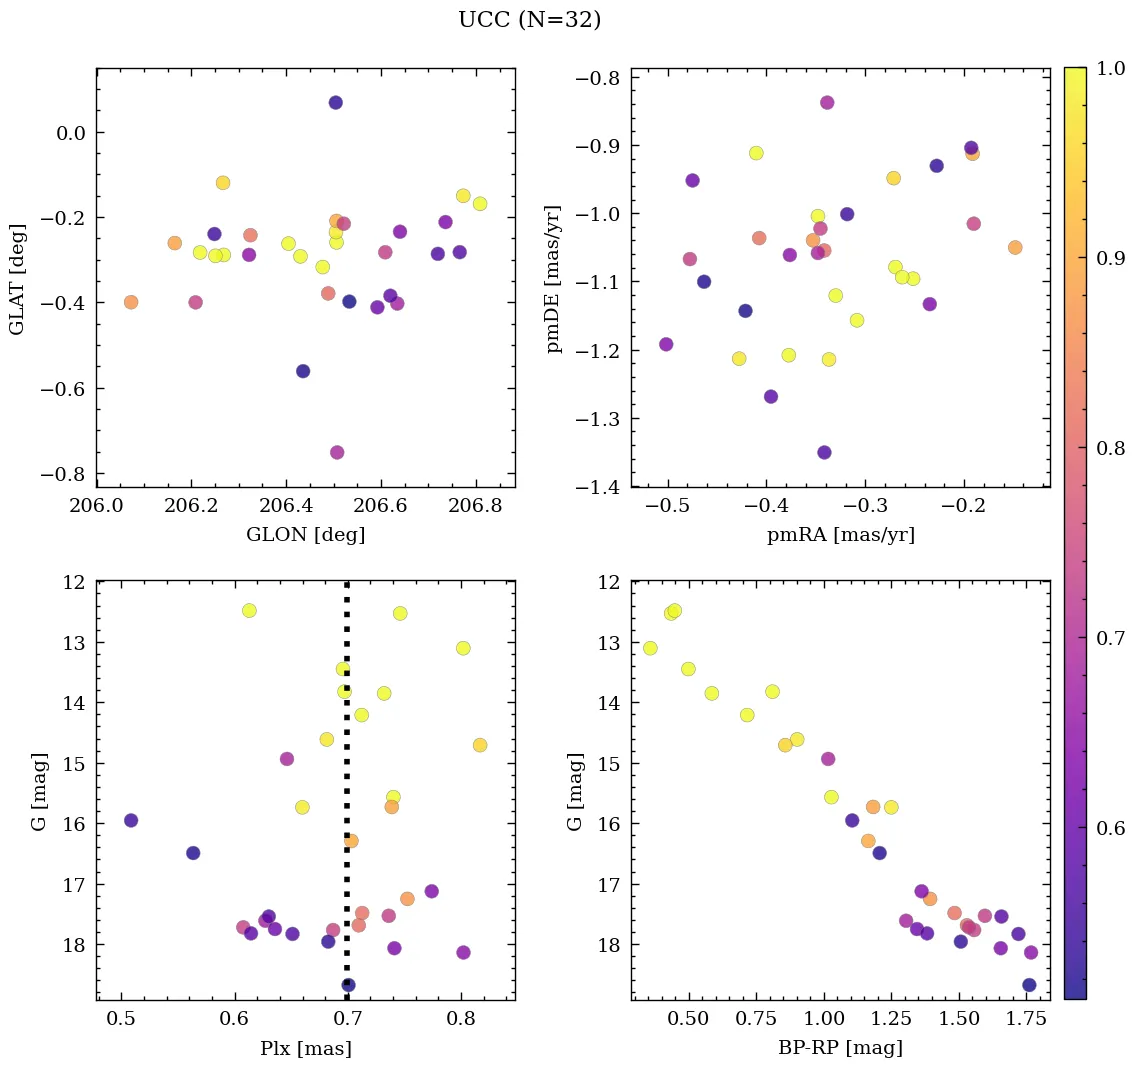 UCC (N=32)
0.0
−0.2
−0.4
−0.6
−0.8
GLAT [deg]
206.0 206.2 206.4 206.6 206.8
GLON [deg]
−0.8
−0.9
−1.0
−1.1
−1.2
−1.3
−1.4
pmDE [mas/yr]
−0.5 −0.4 −0.3 −0.2
pmRA [mas/yr]
12
13
14
15
16
17
18
G [mag]
0.5 0.6 0.7 0.8
Plx [mas]
12
13
14
15
16
17
18
G [mag]
0.50 0.75 1.00 1.25 1.50 1.75
BP-RP [mag]
1.0
0.9
0.8
0.7
0.6